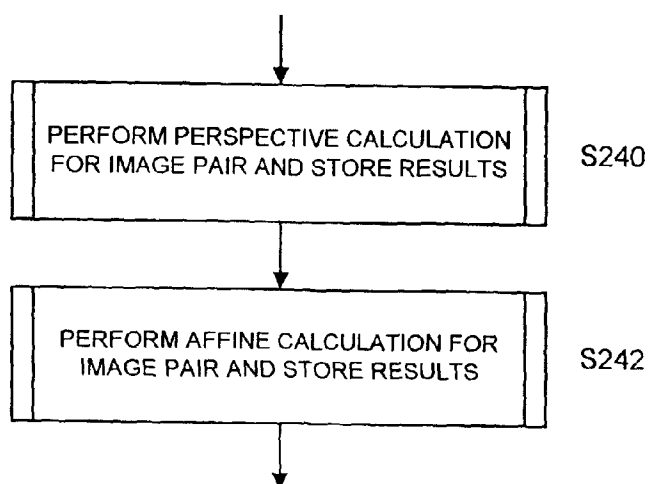 PERFORM PERSPECTIVE CALCULATION
FOR IMAGE PAIR AND STORE RESULTS
S240
PERFORM AFFINE CALCULATION FOR
IMAGE PAIR AND STORE RESULTS
S242